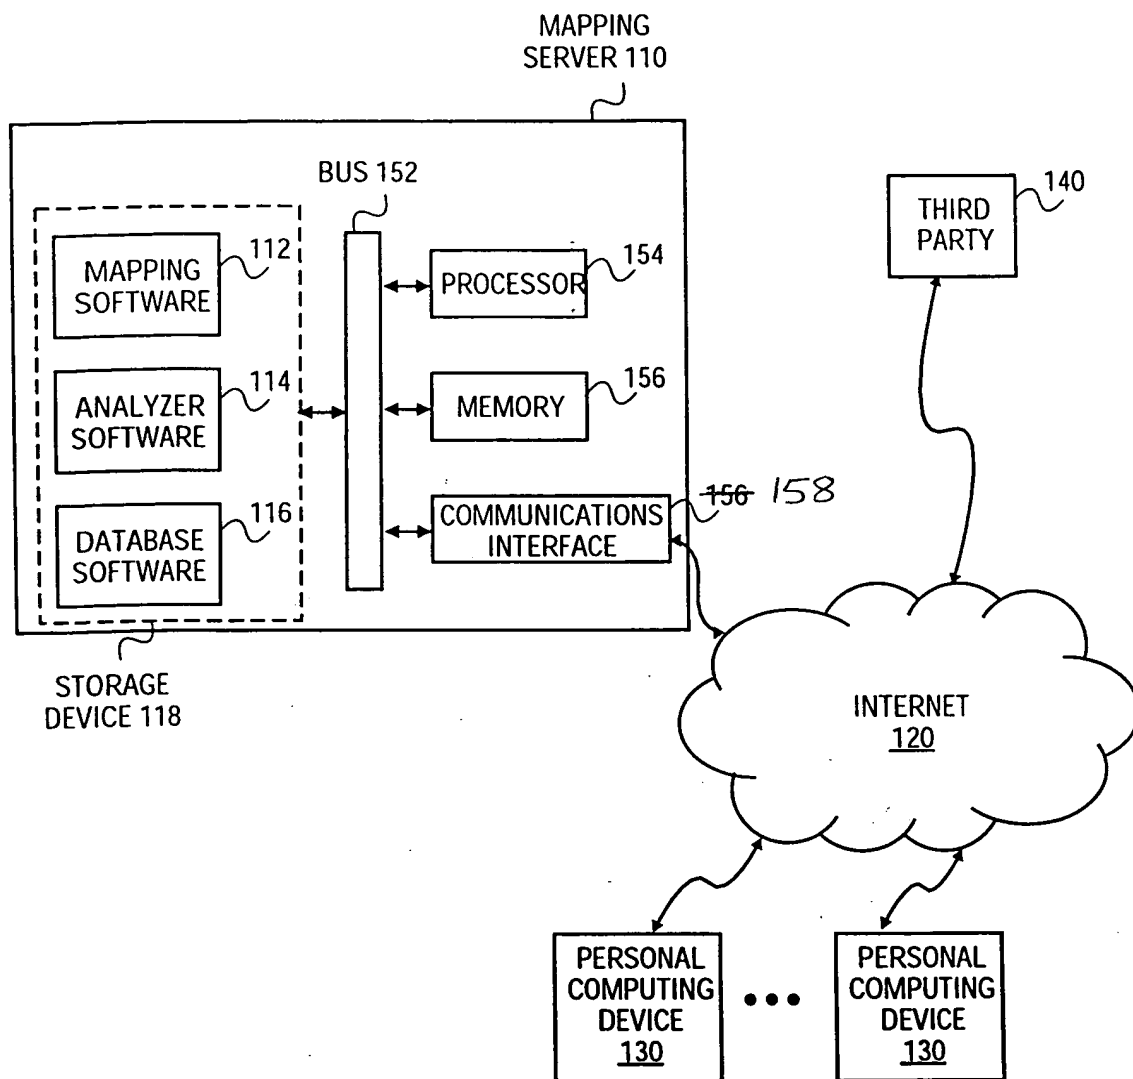 MAPPING
SERVER 110
BUS 152
MAPPING
SOFTWARE
112
ANALYZER
SOFTWARE
114
DATABASE
SOFTWARE
116
STORAGE
DEVICE 118
PROCESSOR
154
MEMORY
156
COMMUNICATIONS
INTERFACE
156 158
THIRD
PARTY
140
INTERNET
120
PERSONAL
COMPUTING
DEVICE
130
PERSONAL
COMPUTING
DEVICE
130